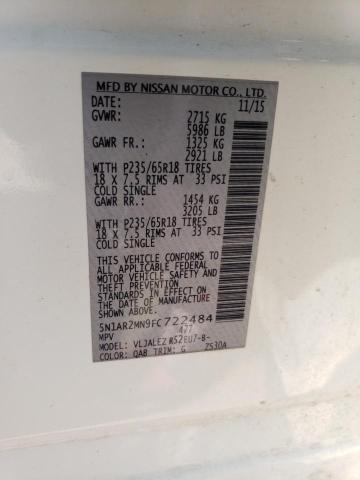 MFD BY NISSAN MOTOR CO., LTD.
DATE: 11/15
GVWR: 2715 KG
5986 LB
GAWR FR.: 1325 KG
2921 LB
WITH P235/65R18 TIRES
18 X 7.5 RIMS AT 33 PSI
COLD SINGLE
GAWR RR.: 1454 KG
3205 LB
WITH P235/65R18 TIRES
18 X 7.5 RIMS AT 33 PSI
COLD SINGLE
THIS VEHICLE CONFORMS TO
ALL APPLICABLE FEDERAL
MOTOR VEHICLE SAFETY
AND THEFT PREVENTION
STANDARDS IN EFFECT ON
THE DATE OF MANUFACTURE
SHOWN ABOVE.
5N1AR2MN9FC722484
MPV 477
VLJALEZ R52EU7-B-
COLOR: QAB TRIM: G ZS30A